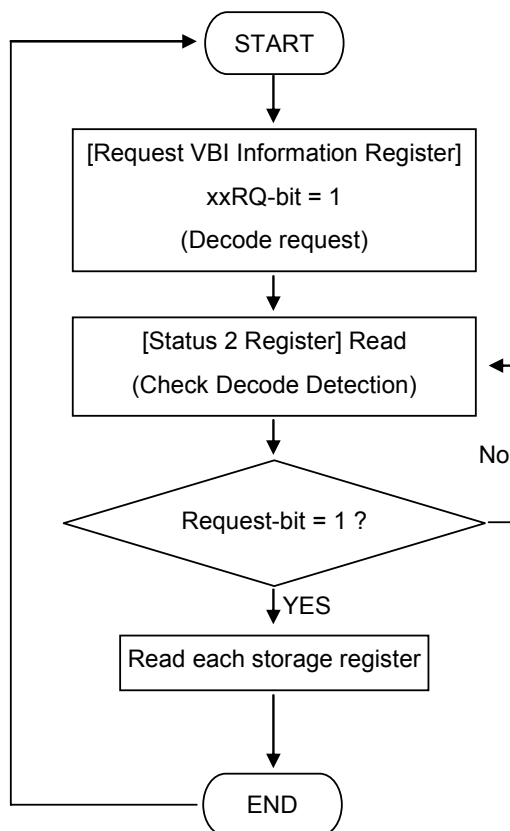 START
[Request VBI Information Register]
xxRQ-bit = 1
(Decode request)
[Status 2 Register] Read
(Check Decode Detection)
No
Request-bit = 1 ?
YES
Read each storage register
END